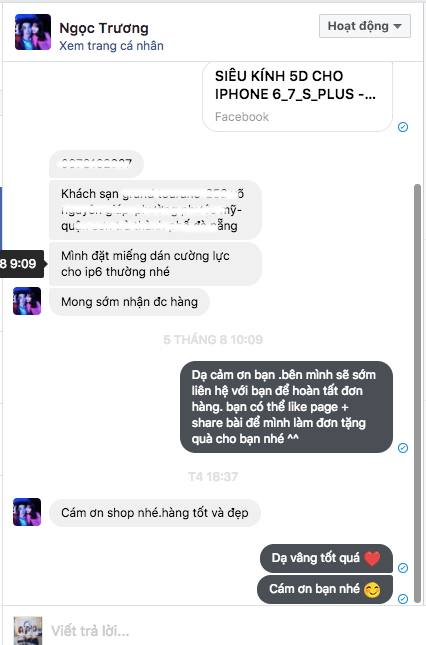 Ngọc Trương
Xem trang cá nhân
Hoạt động
SIÊU KÍNH 5D CHO
IPHONE 6_7_S_PLUS -...
Facebook
Khách sạn
quận thành phố đà nẵng
8 9:09
Mình đặt miếng dán cường lực
cho ip6 thường nhé
Mong sớm nhận đc hàng
5 THÁNG 8 10:09
Dạ cảm ơn bạn .bên mình sẽ sớm
liên hệ với bạn để hoàn tất đơn
hàng. bạn có thể like page +
share bài để mình làm đơn tặng
quà cho bạn nhé ^^
T4 18:37
Cám ơn shop nhé.hàng tốt và đẹp
Dạ vâng tốt quá ❤️
Cám ơn bạn nhé 😊
Viết trả lời...